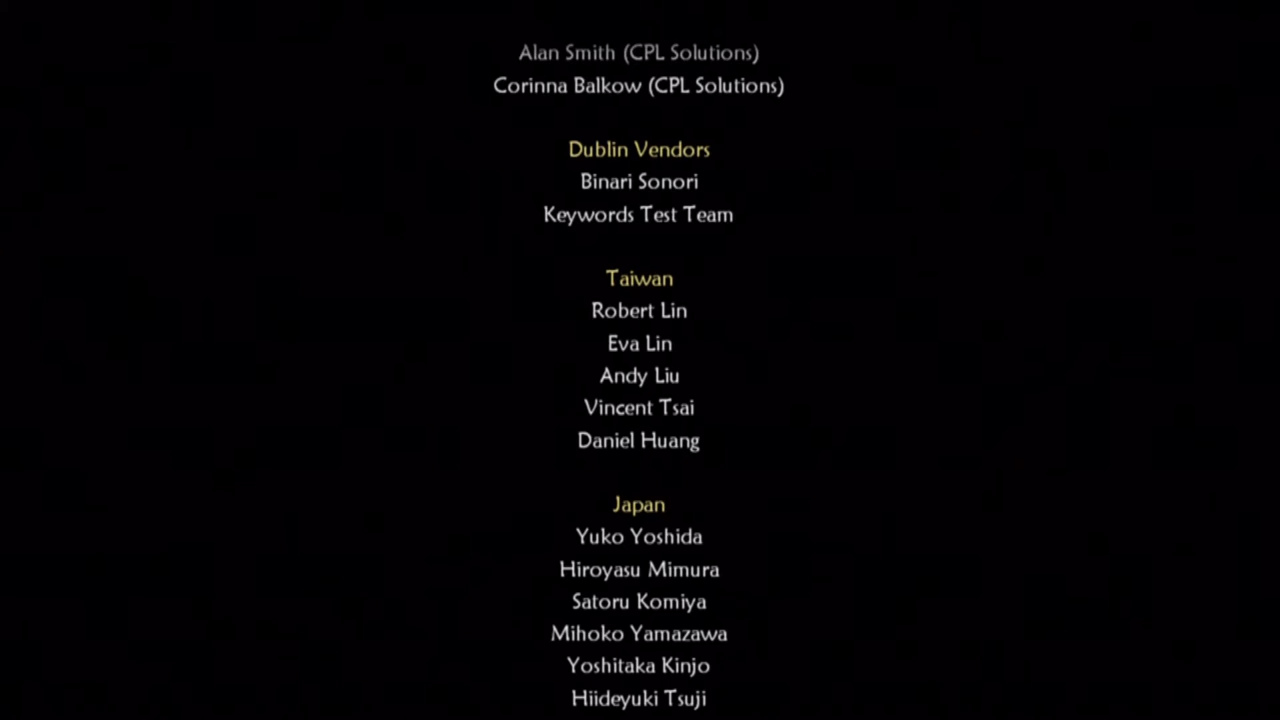 Alan Smith (CPL Solutions)
Corinna Balkow (CPL Solutions)
Dublin Vendors
Binari Sonori
Keywords Test Team
Taiwan
Robert Lin
Eva Lin
Andy Liu
Vincent Tsai
Daniel Huang
Japan
Yuko Yoshida
Hiroyasu Mimura
Satoru Komiya
Mihoko Yamazawa
Yoshitaka Kinjo
Hiideyuki Tsuji